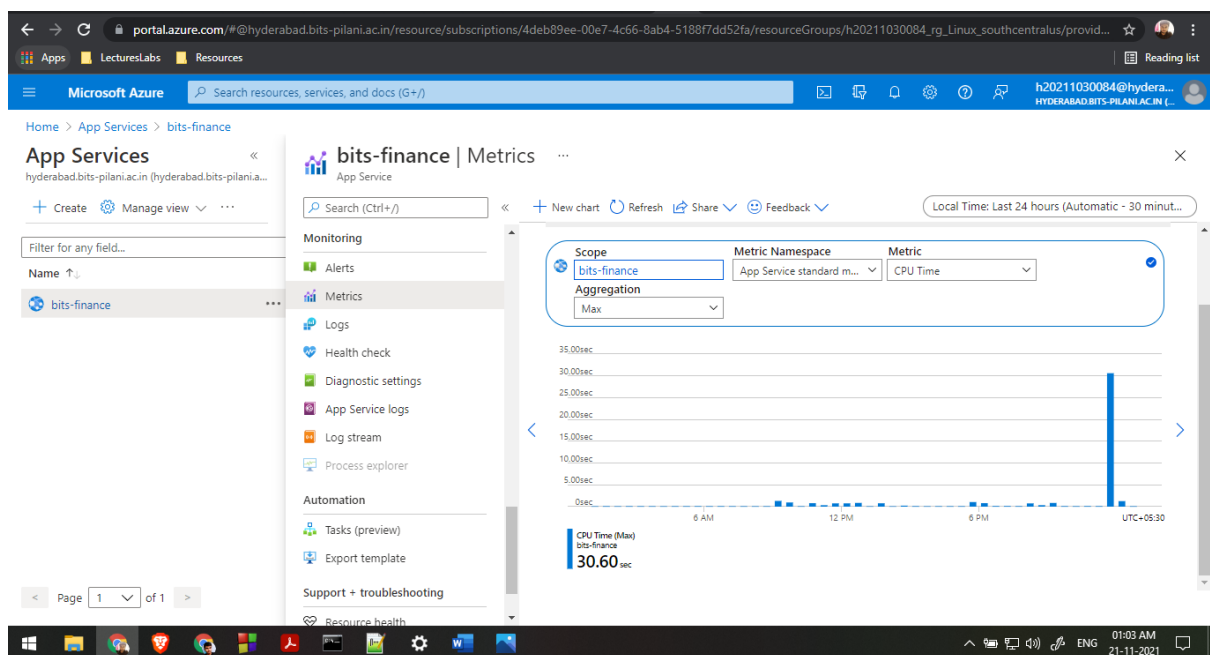 portal.azure.com/#@hyderabad.bits-pilani.ac.in/resource/subscriptions/4deb89ee-00e7-4c66-8ab4-5188f7dd52fa/resourceGroups/h20211030084_rg_Linux_southcentralus/provid...
Apps LecturesLabs Resources Reading list
Microsoft Azure Search resources, services, and docs (G+/) h20211030084@hydera...
HYDERABAD.BITS-PILANI.AC.IN (...
Home > App Services > bits-finance
App Services «
hyderabad.bits-pilani.ac.in (hyderabad.bits-pilani.a...
+ Create Manage view ...
Filter for any field...
Name ↑↓
bits-finance ...
< Page 1 of 1 >
bits-finance | Metrics ...
App Service
Search (Ctrl+/) «
Monitoring
Alerts
Metrics
Logs
Health check
Diagnostic settings
App Service logs
Log stream
Process explorer
Automation
Tasks (preview)
Export template
Support + troubleshooting
Resource health
+ New chart Refresh Share Feedback Local Time: Last 24 hours (Automatic - 30 minut...
Scope Metric Namespace Metric
bits-finance App Service standard m... CPU Time
Aggregation
Max
35.00sec
30.00sec
25.00sec
20.00sec
15.00sec
10.00sec
5.00sec
0sec
6 AM 12 PM 6 PM UTC+05:30
CPU Time (Max)
bits-finance
30.60 sec
ENG 01:03 AM
21-11-2021